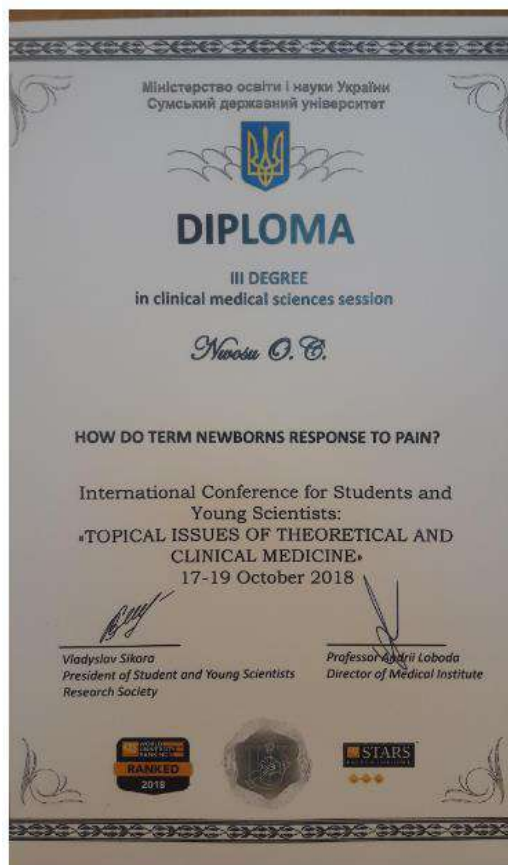 Міністерство освіти і науки України
Сумський державний університет
DIPLOMA
III DEGREE
in clinical medical sciences session
Nwosu O. C.
HOW DO TERM NEWBORNS RESPONSE TO PAIN?
International Conference for Students and
Young Scientists:
«TOPICAL ISSUES OF THEORETICAL AND
CLINICAL MEDICINE»
17-19 October 2018
Vladyslav Sikora
President of Student and Young Scientists
Research Society
Professor Andrii Loboda
Director of Medical Institute
WORLD
UNIVERSITY
RANKINGS
RANKED
2018
STARS